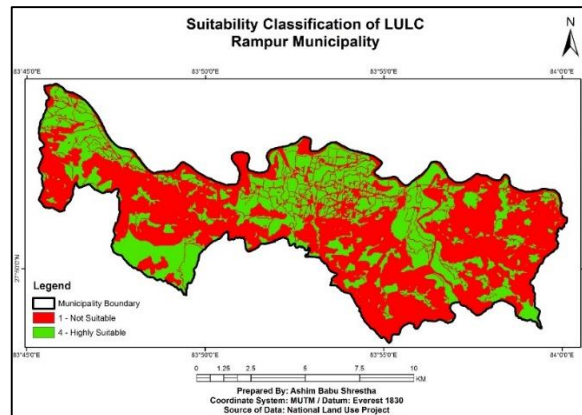 Suitability Classification of LULC
Rampur Municipality
N
83°45'0"E 83°50'0"E 83°55'0"E 84°0'0"E
Legend
Municipality Boundary
1 - Not Suitable
4 - Highly Suitable
83°45'0"E 83°50'0"E 83°55'0"E 84°0'0"E
0 1.25 2.5 5 7.5 10
KM
Prepared By: Ashim Babu Shrestha
Coordinate System: MUTM / Datum: Everest 1830
Source of Data: National Land Use Project